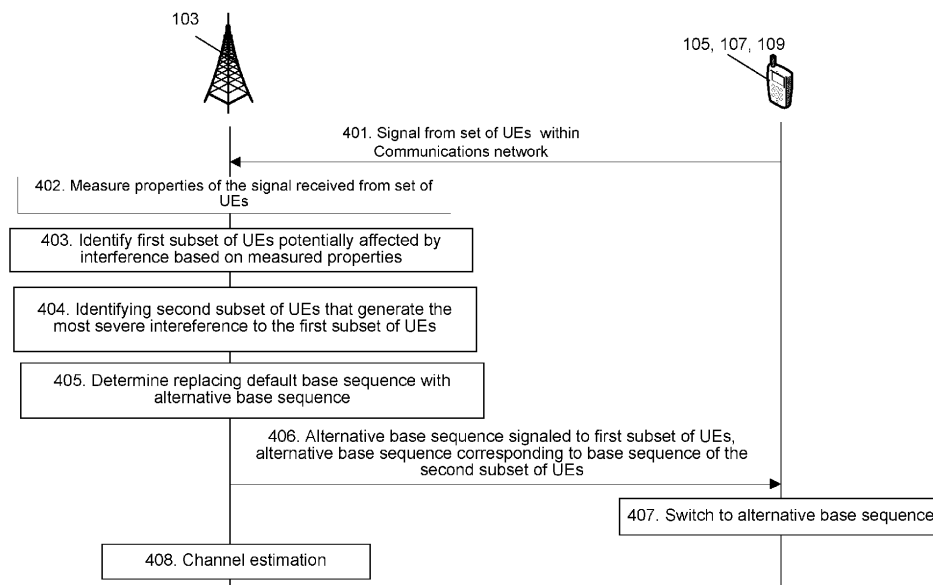 103
105, 107, 109
401. Signal from set of UEs within
Communications network
402. Measure properties of the signal received from set of
UEs
403. Identify first subset of UEs potentially affected by
interference based on measured properties
404. Identifying second subset of UEs that generate the
most severe intereference to the first subset of UEs
405. Determine replacing default base sequence with
alternative base sequence
406. Alternative base sequence signaled to first subset of UEs,
alternative base sequence corresponding to base sequence of the
second subset of UEs
407. Switch to alternative base sequence
408. Channel estimation